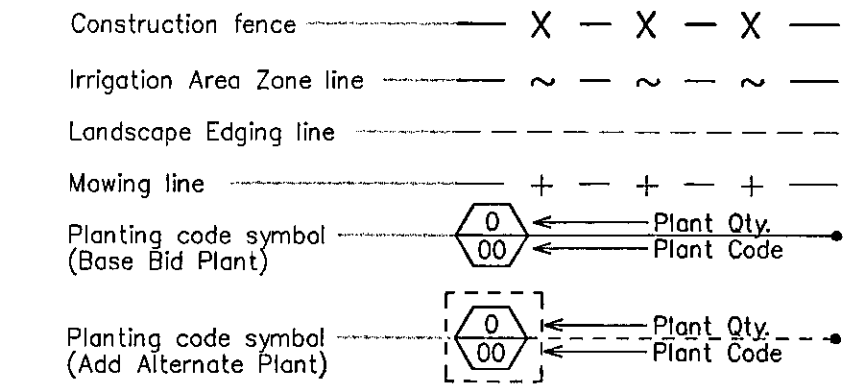 Construction fence X X X
Irrigation Area Zone line ~ ~ ~
Landscape Edging line
Mowing line + + +
Planting code symbol
(Base Bid Plant)
0
00
Plant Qty.
Plant Code
Planting code symbol
(Add Alternate Plant)
0
00
Plant Qty.
Plant Code